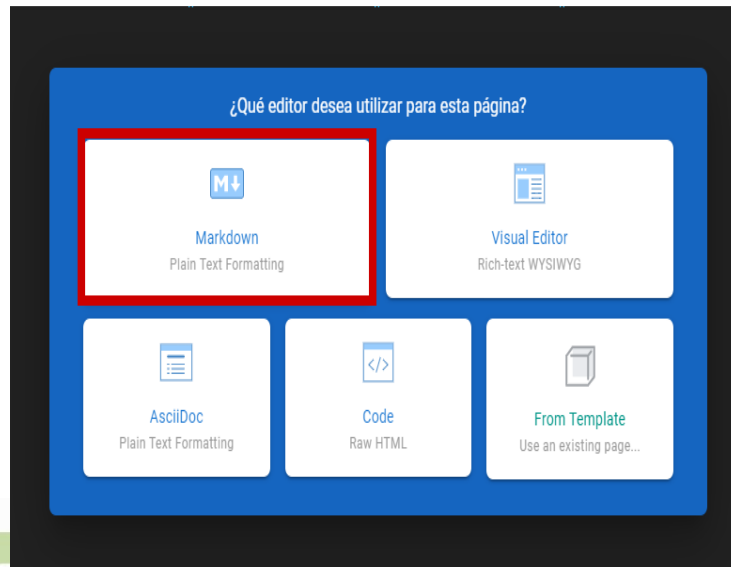 ¿Qué editor desea utilizar para esta página?
M
Markdown
Plain Text Formatting
Visual Editor
Rich-text WYSIWYG
</>
AsciiDoc
Plain Text Formatting
Code
Raw HTML
From Template
Use an existing page...